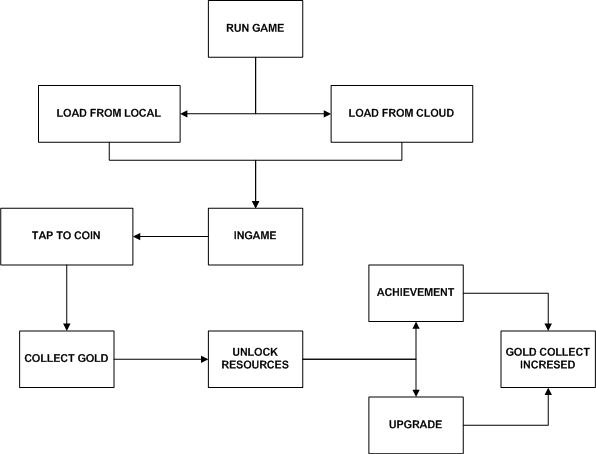 RUN GAME
LOAD FROM LOCAL
LOAD FROM CLOUD
TAP TO COIN
INGAME
ACHIEVEMENT
COLLECT GOLD
UNLOCK
RESOURCES
GOLD COLLECT
INCRESED
UPGRADE